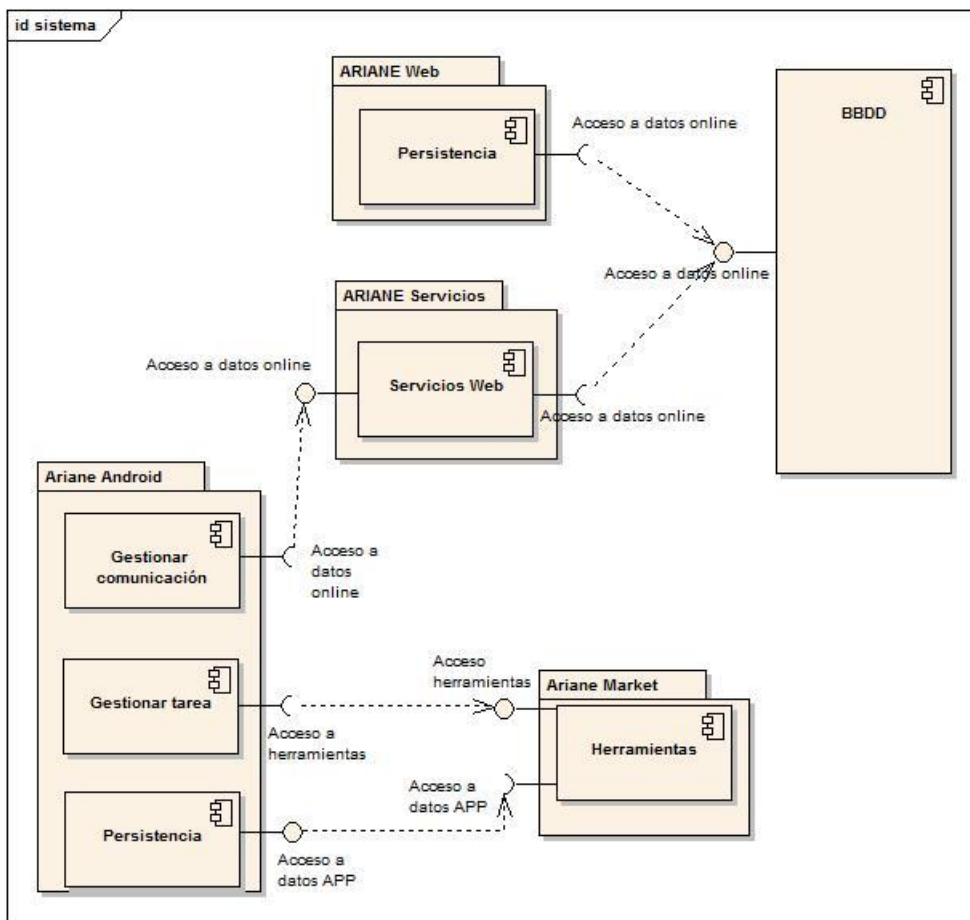 id sistema
ARIANE Web
Persistencia
Acceso a datos online
BBDD
Acceso a datos online
ARIANE Servicios
Servicios Web
Acceso a datos online
Acceso a datos online
Ariane Android
Gestionar
comunicación
Acceso a
datos
online
Gestionar tarea
Acceso a
herramientas
Acceso
herramientas
Ariane Market
Herramientas
Acceso a
datos APP
Persistencia
Acceso a
datos APP